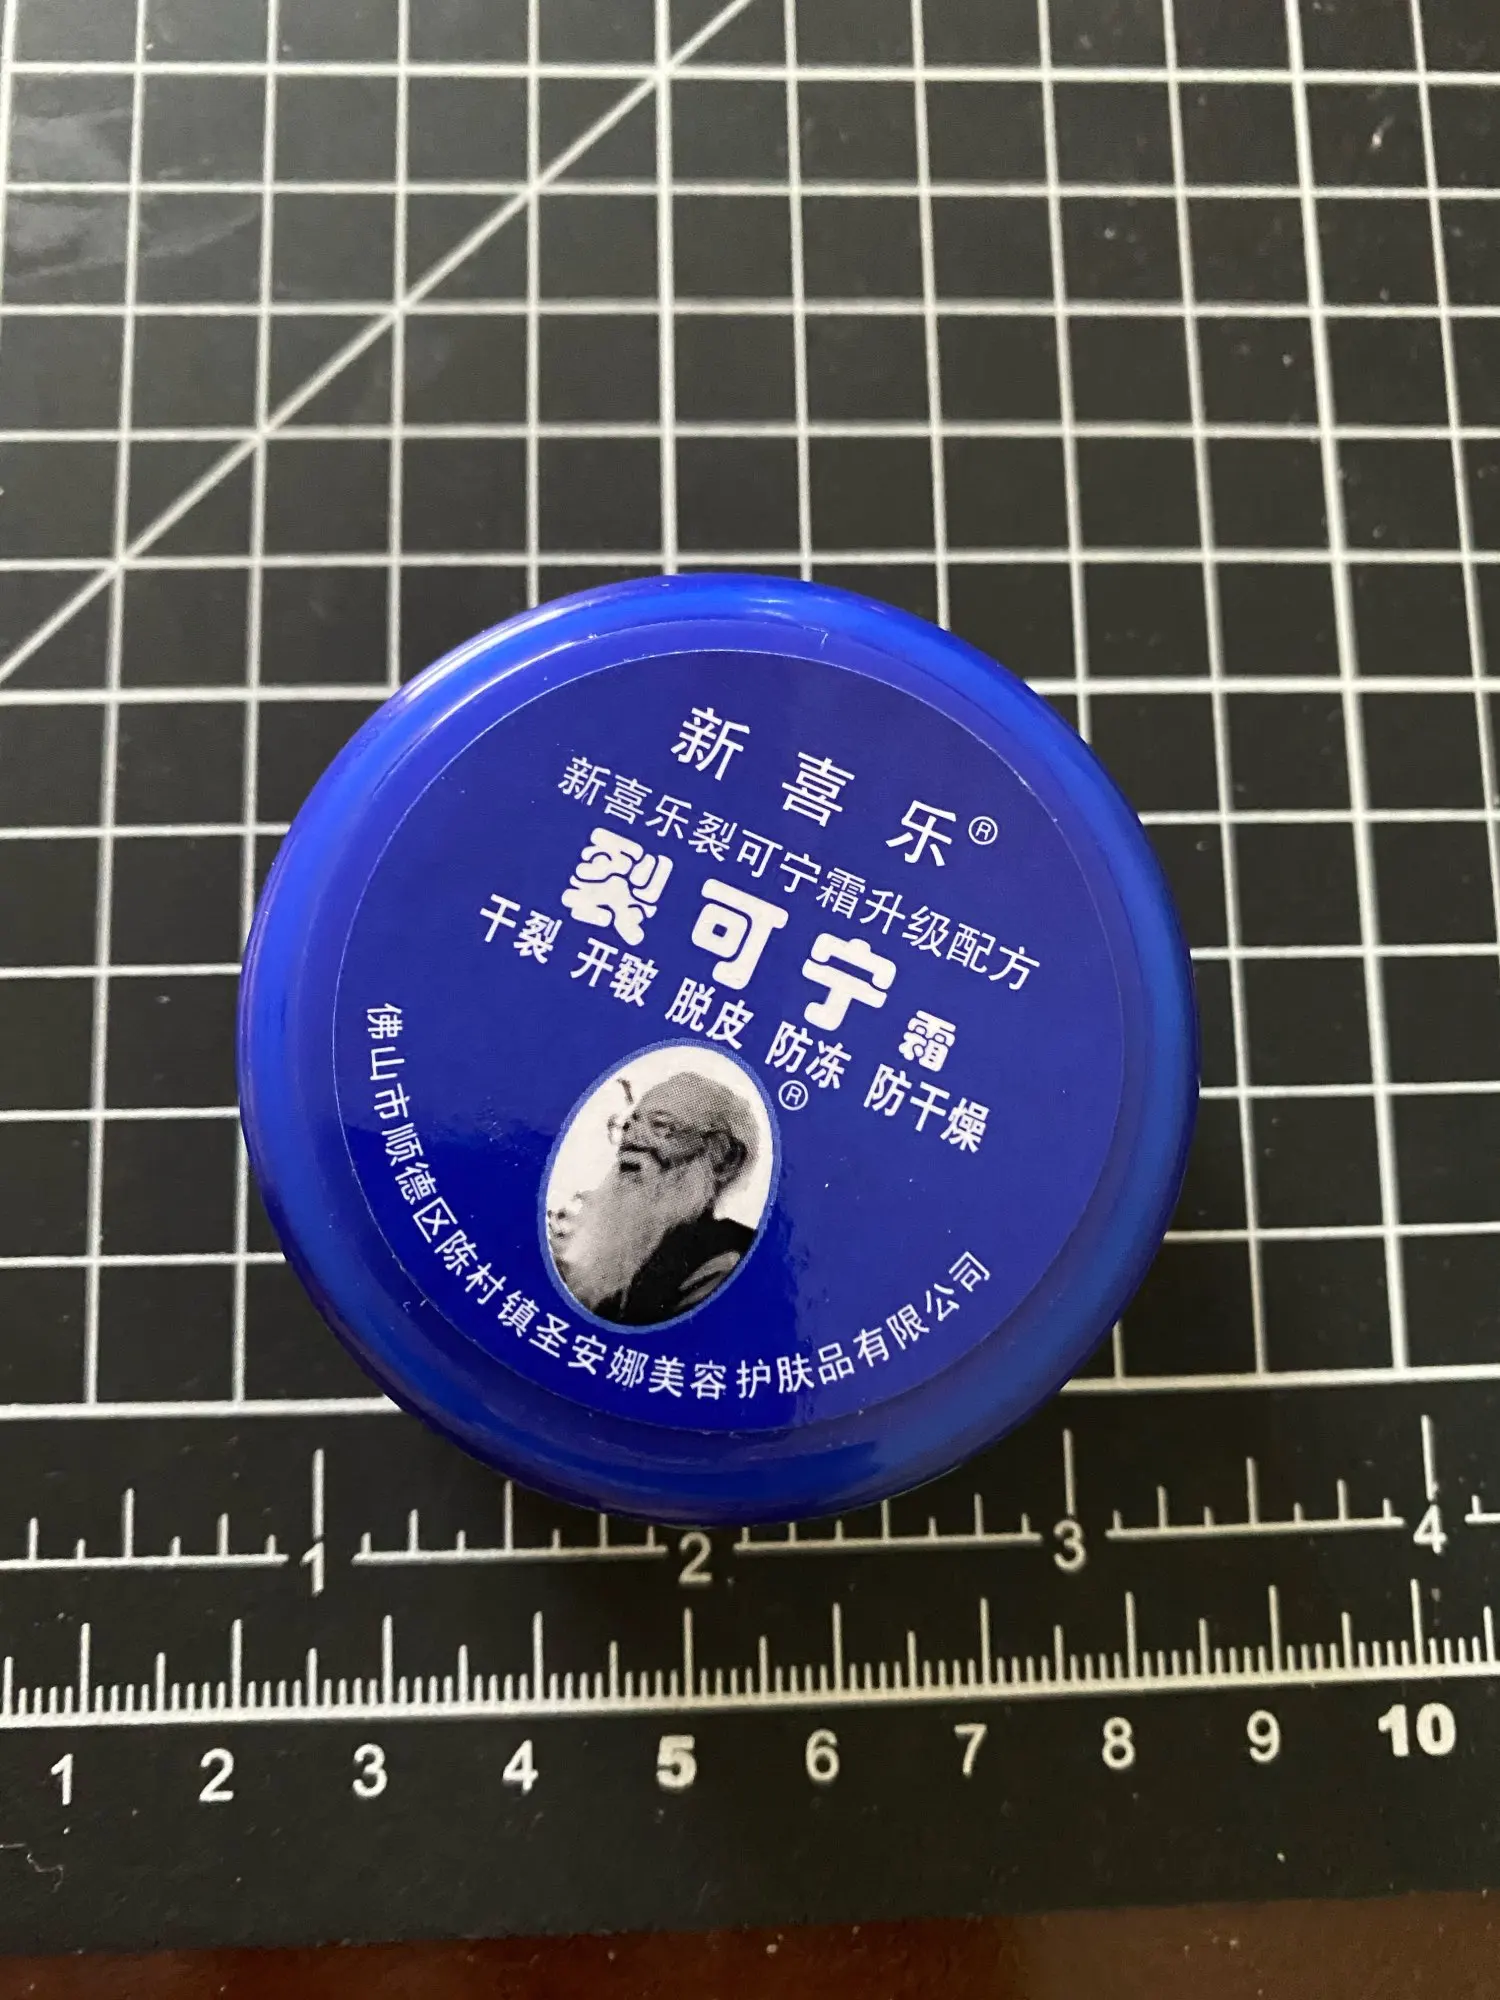 新喜乐®
新喜乐裂可宁霜升级配方
裂可宁霜
干裂 开皲 脱皮 防冻 防干燥
®
佛山市顺德区陈村镇圣安娜美容护肤品有限公司
1 2 3 4
1 2 3 4 5 6 7 8 9 10